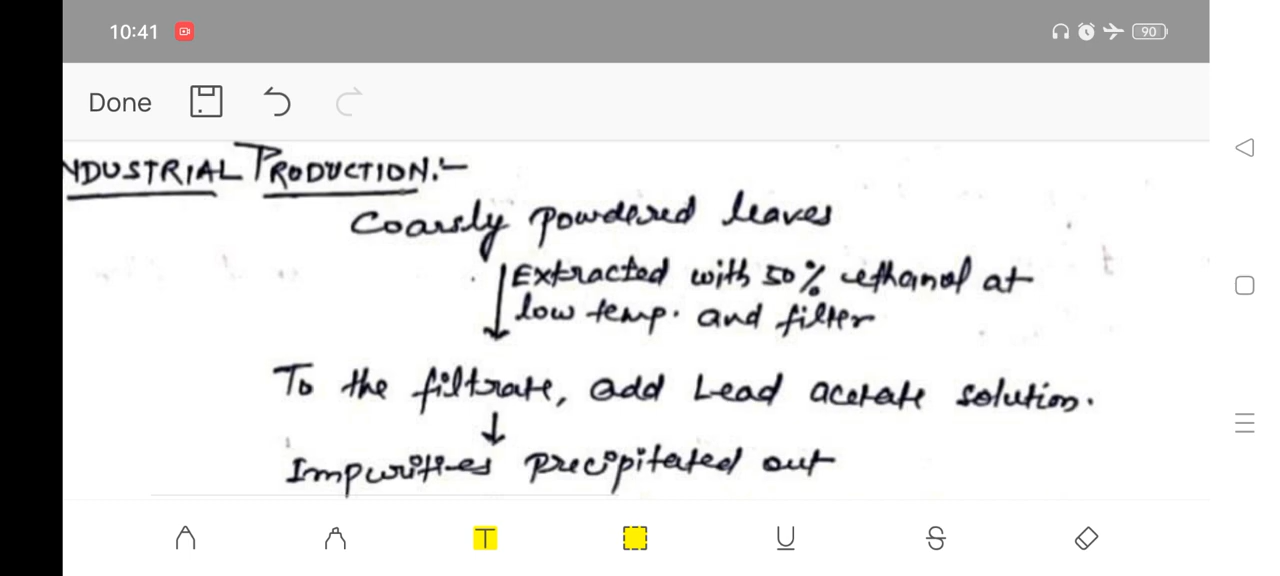 10:41
90
Done
NDUSTRIAL PRODUCTION:-
Coarsly powdered leaves
Extracted with 50% ethanol at
low temp. and filter
To the filtrate, add Lead acetate solution.
Impurities precipitated out
T
U
S